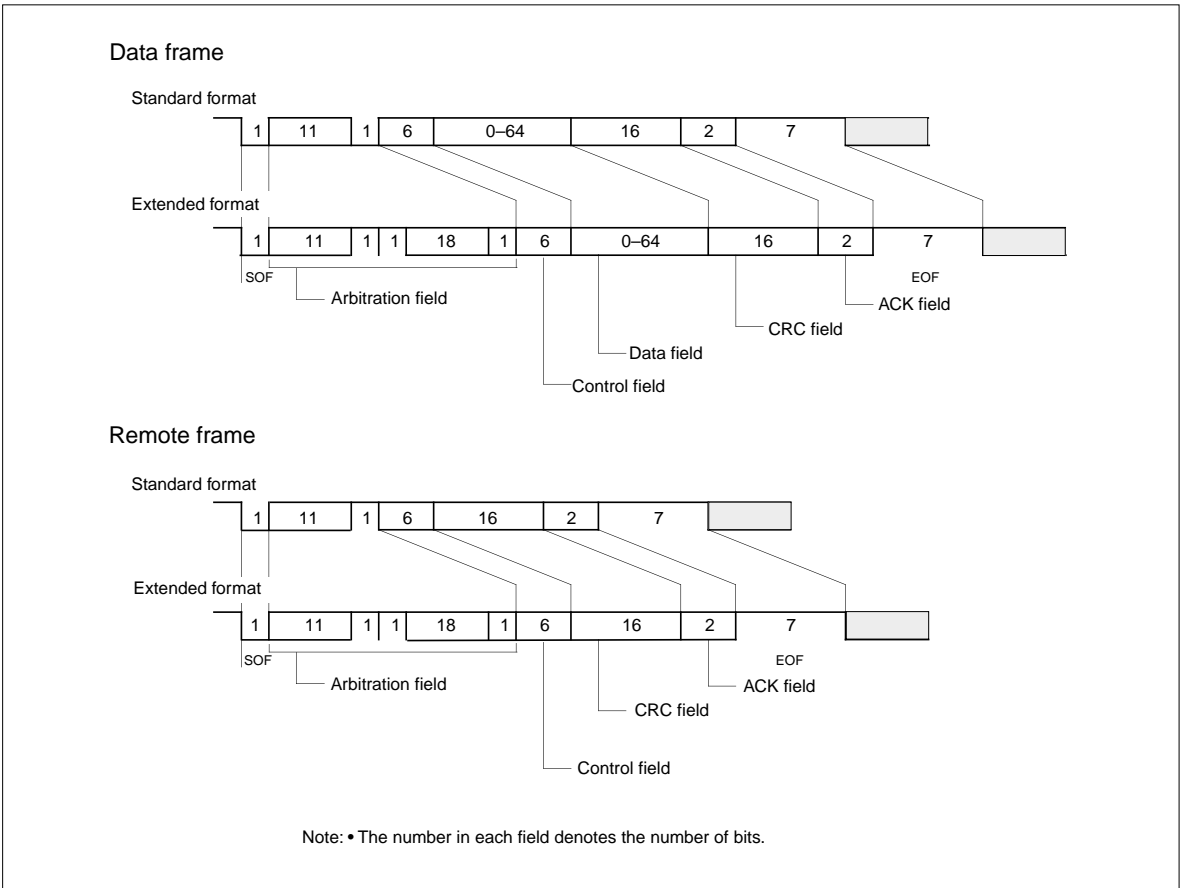 Data frame
Standard format
1 11 1 6 0–64 16 2 7
Extended format
1 11 1 1 18 1 6 0–64 16 2 7
SOF EOF
Arbitration field
ACK field
CRC field
Data field
Control field
Remote frame
Standard format
1 11 1 6 16 2 7
Extended format
1 11 1 1 18 1 6 16 2 7
SOF EOF
Arbitration field
ACK field
CRC field
Control field
Note: • The number in each field denotes the number of bits.